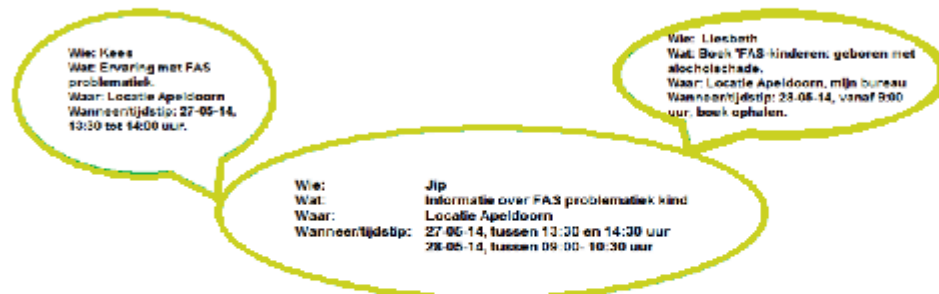 Wie: Kees
Wat: Ervaring met FAS
problematiek.
Waar: Locatie Apeldoorn
Wanneer/tijdstip: 27-05-14,
13:30 tot 14:00 uur.
Wie: Liesbeth
Wat: Boek 'FAS-kinderen: geboren met
alocholschade.
Waar: Locatie Apeldoorn, mijn bureau
Wanneer/tijdstip: 28-05-14, vanaf 9:00
uur, boek ophalen.
Wie: Jip
Wat: Informatie over FAS problematiek kind
Waar: Locatie Apeldoorn
Wanneer/tijdstip: 27-05-14, tussen 13:30 en 14:30 uur
28-05-14, tussen 09:00- 10:30 uur